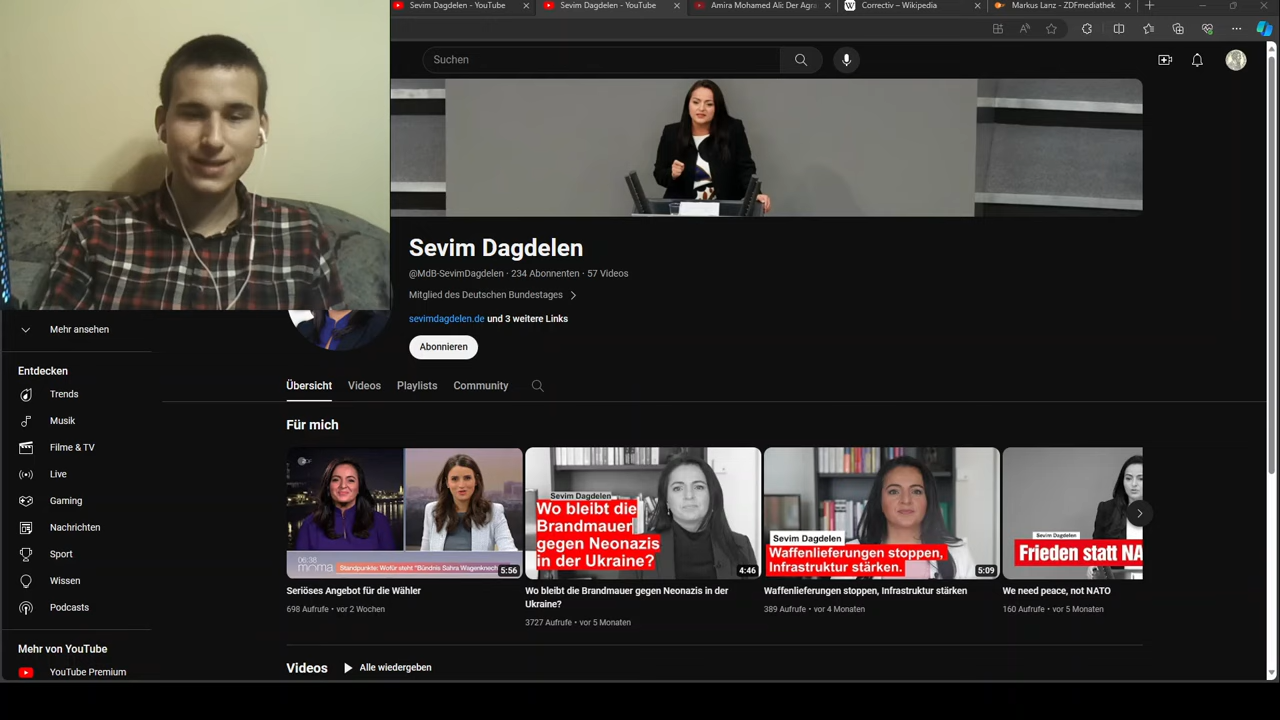 Sevim Dagdelen - YouTube
Sevim Dagdelen - YouTube
Amira Mohamed Ali: Der Agra
Correctiv – Wikipedia
Markus Lanz - ZDFmediathek
Suchen
Sevim Dagdelen
@MdB-SevimDagdelen · 234 Abonnenten · 57 Videos
Mitglied des Deutschen Bundestages
sevimdagdelen.de und 3 weitere Links
Abonnieren
Mehr ansehen
Entdecken
Trends
Musik
Filme & TV
Live
Gaming
Nachrichten
Sport
Wissen
Podcasts
Mehr von YouTube
YouTube Premium
Übersicht
Videos
Playlists
Community
Für mich
06:38
moma
Standpunkte: Wofür steht "Bündnis Sahra Wagenknech
5:56
Seriöses Angebot für die Wähler
698 Aufrufe • vor 2 Wochen
Sevim Dagdelen
Wo bleibt die
Brandmauer
gegen Neonazis
in der Ukraine?
4:46
Wo bleibt die Brandmauer gegen Neonazis in der
Ukraine?
3727 Aufrufe • vor 5 Monaten
Sevim Dagdelen
Waffenlieferungen stoppen,
Infrastruktur stärken.
5:09
Waffenlieferungen stoppen, Infrastruktur stärken
389 Aufrufe • vor 4 Monaten
Sevim Dagdelen
Frieden statt NA
We need peace, not NATO
160 Aufrufe • vor 5 Monaten
Videos
Alle wiedergeben